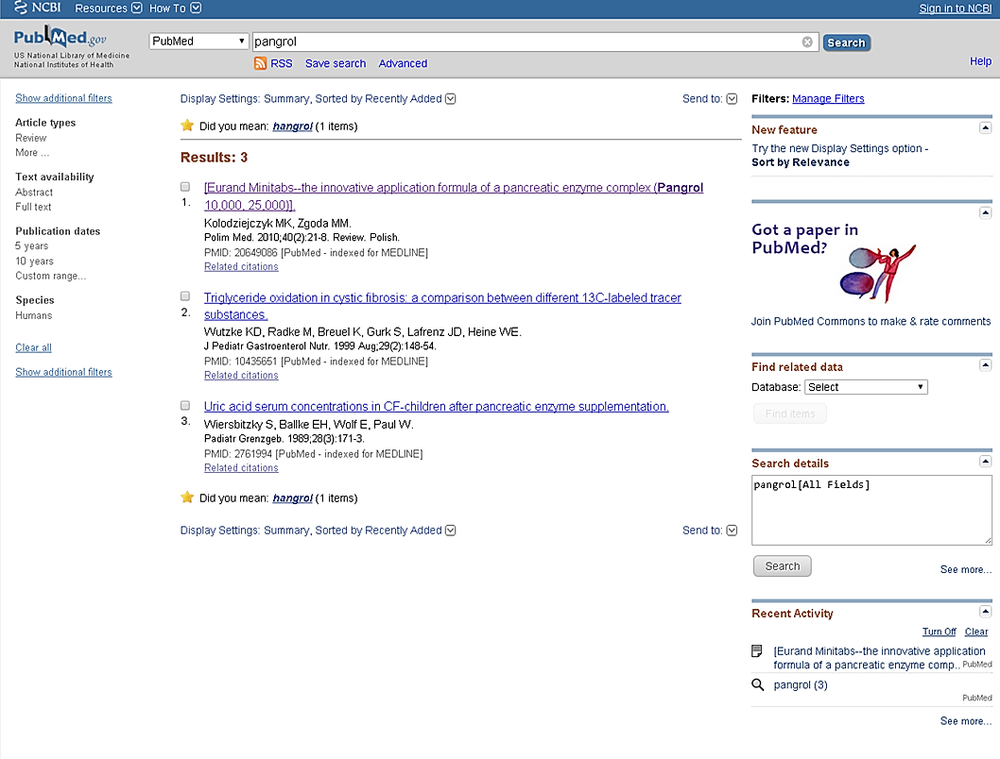 NCBI Resources How To Sign in to NCBI
PubMed.gov
US National Library of Medicine
National Institutes of Health
PubMed pangrol Search
RSS Save search Advanced
Help
Show additional filters
Article types
Review
More ...
Text availability
Abstract
Full text
Publication dates
5 years
10 years
Custom range...
Species
Humans
Clear all
Show additional filters
Display Settings: Summary, Sorted by Recently Added Send to:
Did you mean: hangrol (1 items)
Results: 3
1. [Eurand Minitabs--the innovative application formula of a pancreatic enzyme complex (Pangrol
10,000, 25,000)].
Kolodziejczyk MK, Zgoda MM.
Polim Med. 2010;40(2):21-8. Review. Polish.
PMID: 20649086 [PubMed - indexed for MEDLINE]
Related citations
2. Triglyceride oxidation in cystic fibrosis: a comparison between different 13C-labeled tracer
substances.
Wutzke KD, Radke M, Breuel K, Gurk S, Lafrenz JD, Heine WE.
J Pediatr Gastroenterol Nutr. 1999 Aug;29(2):148-54.
PMID: 10435651 [PubMed - indexed for MEDLINE]
Related citations
3. Uric acid serum concentrations in CF-children after pancreatic enzyme supplementation.
Wiersbitzky S, Ballke EH, Wolf E, Paul W.
Padiatr Grenzgeb. 1989;28(3):171-3.
PMID: 2761994 [PubMed - indexed for MEDLINE]
Related citations
Did you mean: hangrol (1 items)
Display Settings: Summary, Sorted by Recently Added Send to:
Filters: Manage Filters
New feature
Try the new Display Settings option -
Sort by Relevance
Got a paper in
PubMed?
Join PubMed Commons to make & rate comments
Find related data
Database: Select
Find items
Search details
pangrol[All Fields]
Search See more...
Recent Activity
Turn Off Clear
[Eurand Minitabs--the innovative application
formula of a pancreatic enzyme comp.. PubMed
pangrol (3)
PubMed
See more...